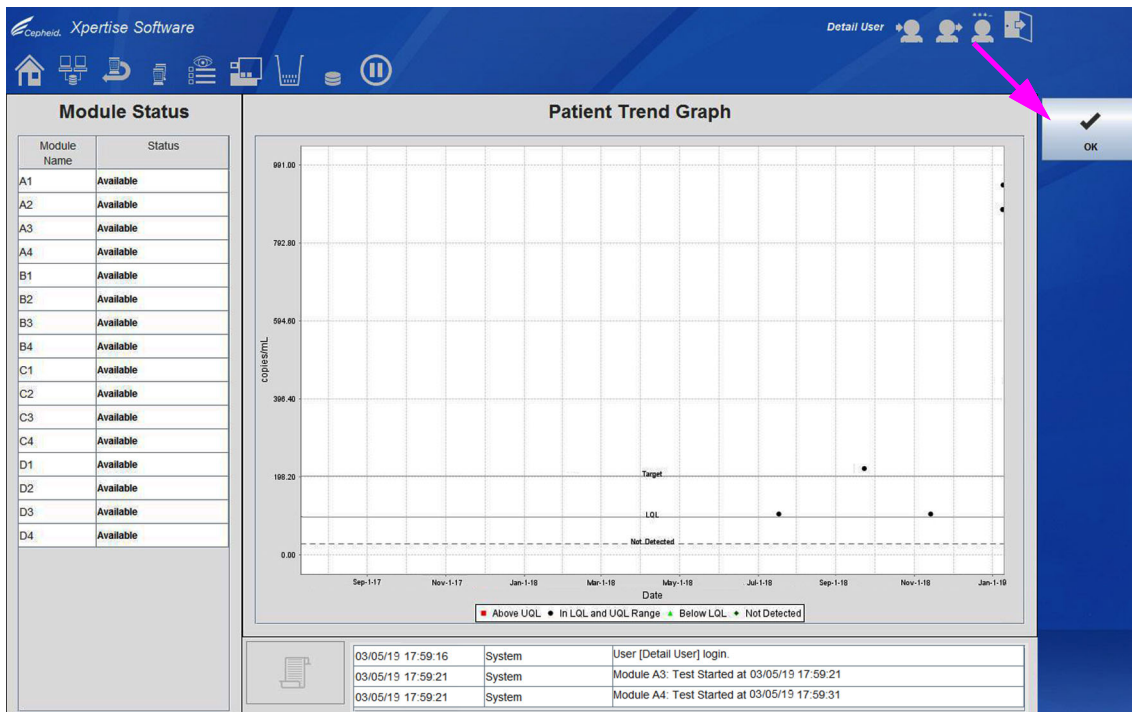 Cepheid. Xpertise Software
Detail User
Module Status
Module Name Status
A1 Available
A2 Available
A3 Available
A4 Available
B1 Available
B2 Available
B3 Available
B4 Available
C1 Available
C2 Available
C3 Available
C4 Available
D1 Available
D2 Available
D3 Available
D4 Available
Patient Trend Graph
991.00
792.80
594.60
396.40
198.20
0.00
copies/mL
Target
LQL
Not Detected
Sep-1-17 Nov-1-17 Jan-1-18 Mar-1-18 May-1-18 Jul-1-18 Sep-1-18 Nov-1-18 Jan-1-19
Date
Above UQL In LQL and UQL Range Below LQL Not Detected
OK
03/05/19 17:59:16 System User [Detail User] login.
03/05/19 17:59:21 System Module A3: Test Started at 03/05/19 17:59:21
03/05/19 17:59:21 System Module A4: Test Started at 03/05/19 17:59:31